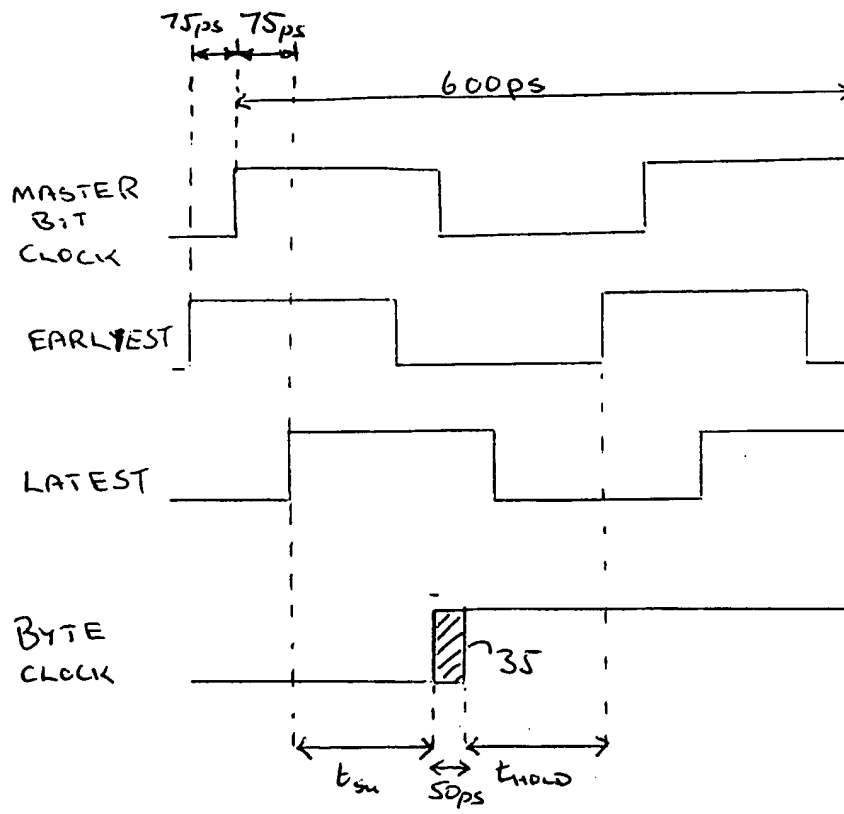 75ps 75ps
600ps
MASTER
BIT
CLOCK
EARLYEST
LATEST
BYTE
CLOCK
35
tsu
50ps
tHOLD